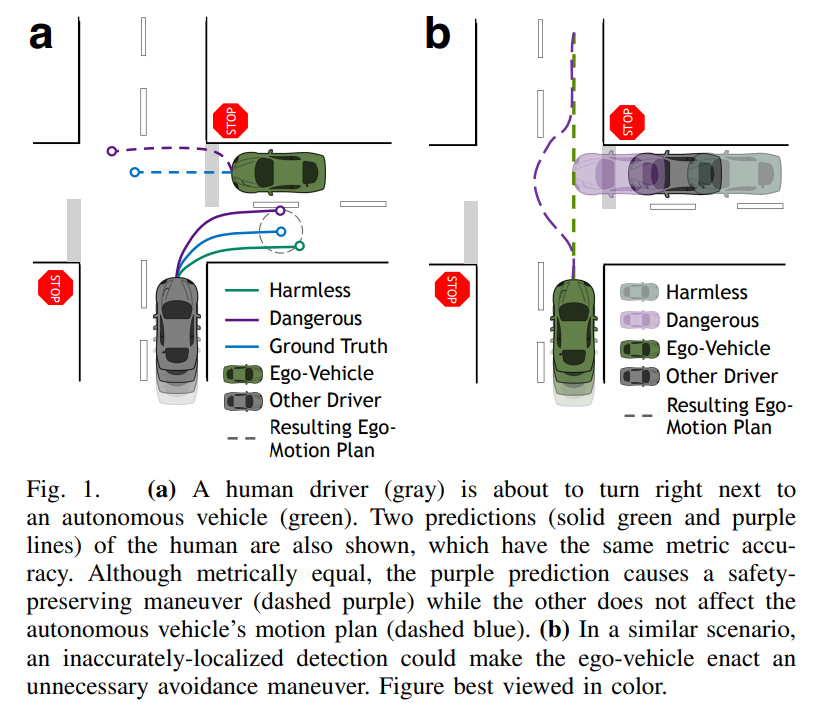 a
STOP
STOP
Harmless
Dangerous
Ground Truth
Ego-Vehicle
Other Driver
Resulting Ego-
Motion Plan
b
STOP
STOP
Harmless
Dangerous
Ego-Vehicle
Other Driver
Resulting Ego-
Motion Plan
Fig. 1. (a) A human driver (gray) is about to turn right next to
an autonomous vehicle (green). Two predictions (solid green and purple
lines) of the human are also shown, which have the same metric accu-
racy. Although metrically equal, the purple prediction causes a safety-
preserving maneuver (dashed purple) while the other does not affect the
autonomous vehicle's motion plan (dashed blue). (b) In a similar scenario,
an inaccurately-localized detection could make the ego-vehicle enact an
unnecessary avoidance maneuver. Figure best viewed in color.